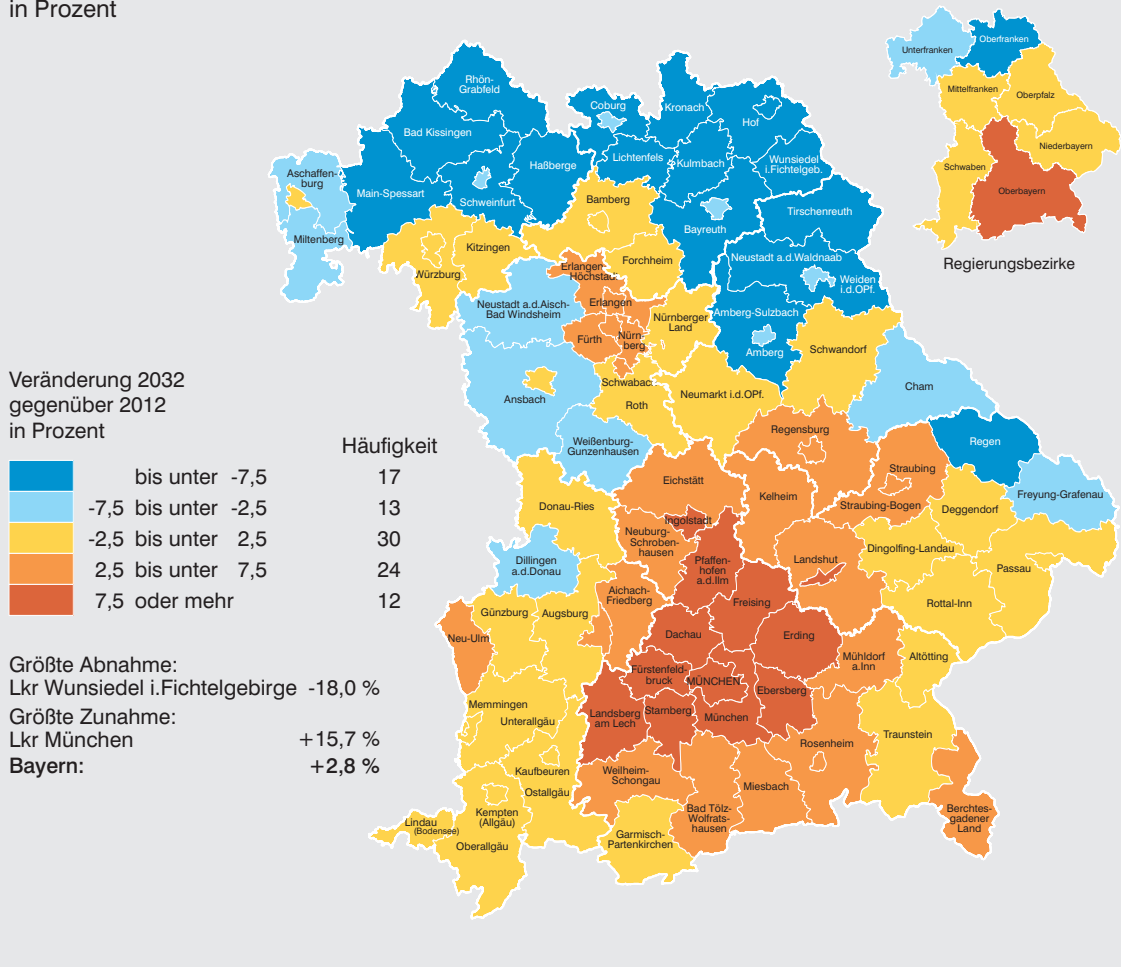 in Prozent
Unterfranken
Oberfranken
Mittelfranken
Oberpfalz
Niederbayern
Schwaben
Oberbayern
Regierungsbezirke
Rhön-
Grabfeld
Coburg
Kronach
Hof
Bad Kissingen
Lichtenfels
Kulmbach
Wunsiedel
i.Fichtelgeb.
Haßberge
Aschaffen-
burg
Main-Spessart
Schweinfurt
Bamberg
Bayreuth
Tirschenreuth
Miltenberg
Kitzingen
Würzburg
Forchheim
Neustadt a.d.Waldnaab
Weiden
i.d.OPf.
Erlangen-
Höchstadt
Neustadt a.d.Aisch-
Bad Windsheim
Erlangen
Nürnberger
Land
Amberg-Sulzbach
Fürth
Nürn-
berg
Amberg
Schwandorf
Cham
Schwabach
Ansbach
Roth
Neumarkt i.d.OPf.
Regensburg
Regen
Weißenburg-
Gunzenhausen
Straubing
Freyung-Grafenau
Eichstätt
Kelheim
Straubing-Bogen
Deggendorf
Donau-Ries
Ingolstadt
Neuburg-
Schroben-
hausen
Dingolfing-Landau
Passau
Dillingen
a.d.Donau
Pfaffen-
hofen
a.d.Ilm
Landshut
Aichach-
Friedberg
Rottal-Inn
Günzburg
Augsburg
Freising
Neu-Ulm
Dachau
Erding
Mühldorf
a.Inn
Altötting
Fürstenfeld-
bruck
MÜNCHEN
Ebersberg
Memmingen
Unterallgäu
Landsberg
am Lech
Starnberg
München
Traunstein
Rosenheim
Kaufbeuren
Ostallgäu
Weilheim-
Schongau
Miesbach
Kempten
(Allgäu)
Bad Tölz-
Wolfrats-
hausen
Berchtes-
gadener
Land
Lindau
(Bodensee)
Oberallgäu
Garmisch-
Partenkirchen
Veränderung 2032
gegenüber 2012
in Prozent
Häufigkeit
bis unter -7,5 17
-7,5 bis unter -2,5 13
-2,5 bis unter 2,5 30
2,5 bis unter 7,5 24
7,5 oder mehr 12
Größte Abnahme:
Lkr Wunsiedel i.Fichtelgebirge -18,0 %
Größte Zunahme:
Lkr München +15,7 %
Bayern: +2,8 %